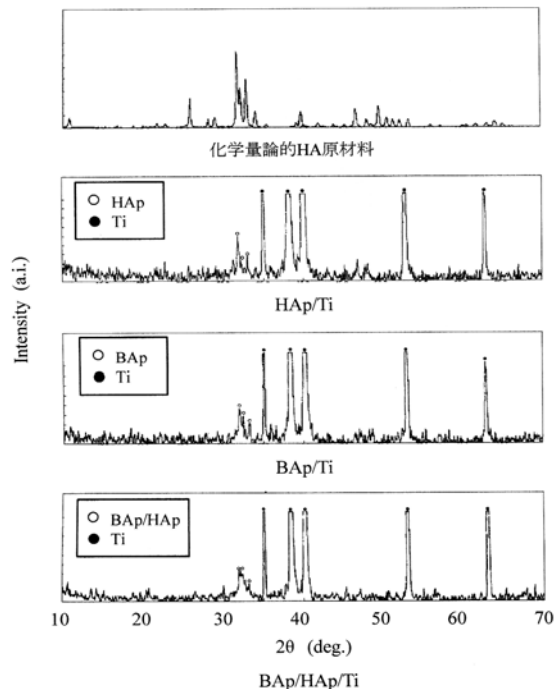 化学量論的HA原材料
Intensity (a.i.)
○ HAp
● Ti
HAp/Ti
○ BAp
● Ti
BAp/Ti
○ BAp/HAp
● Ti
10 20 30 40 50 60 70
2θ (deg.)
BAp/HAp/Ti